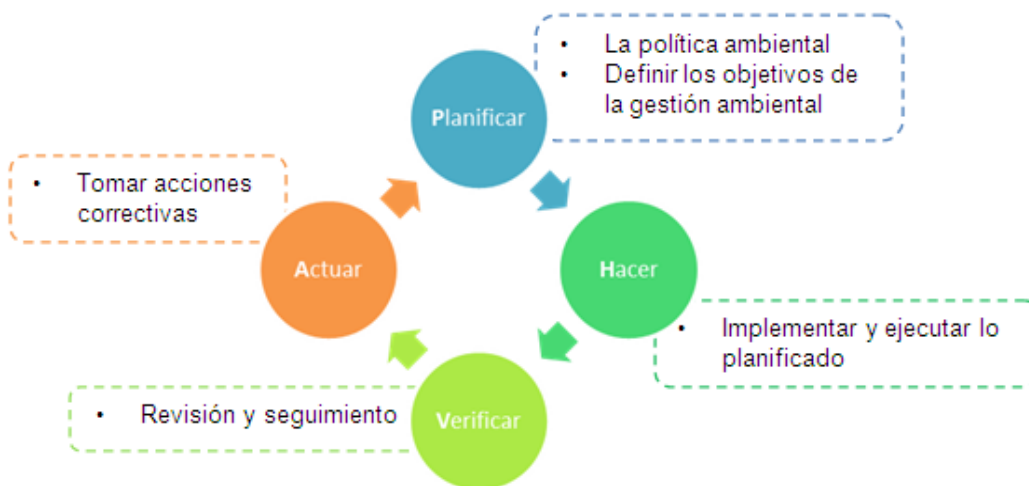 Planificar
• La política ambiental
• Definir los objetivos de
la gestión ambiental
Hacer
• Implementar y ejecutar lo
planificado
Verificar
• Revisión y seguimiento
Actuar
• Tomar acciones
correctivas